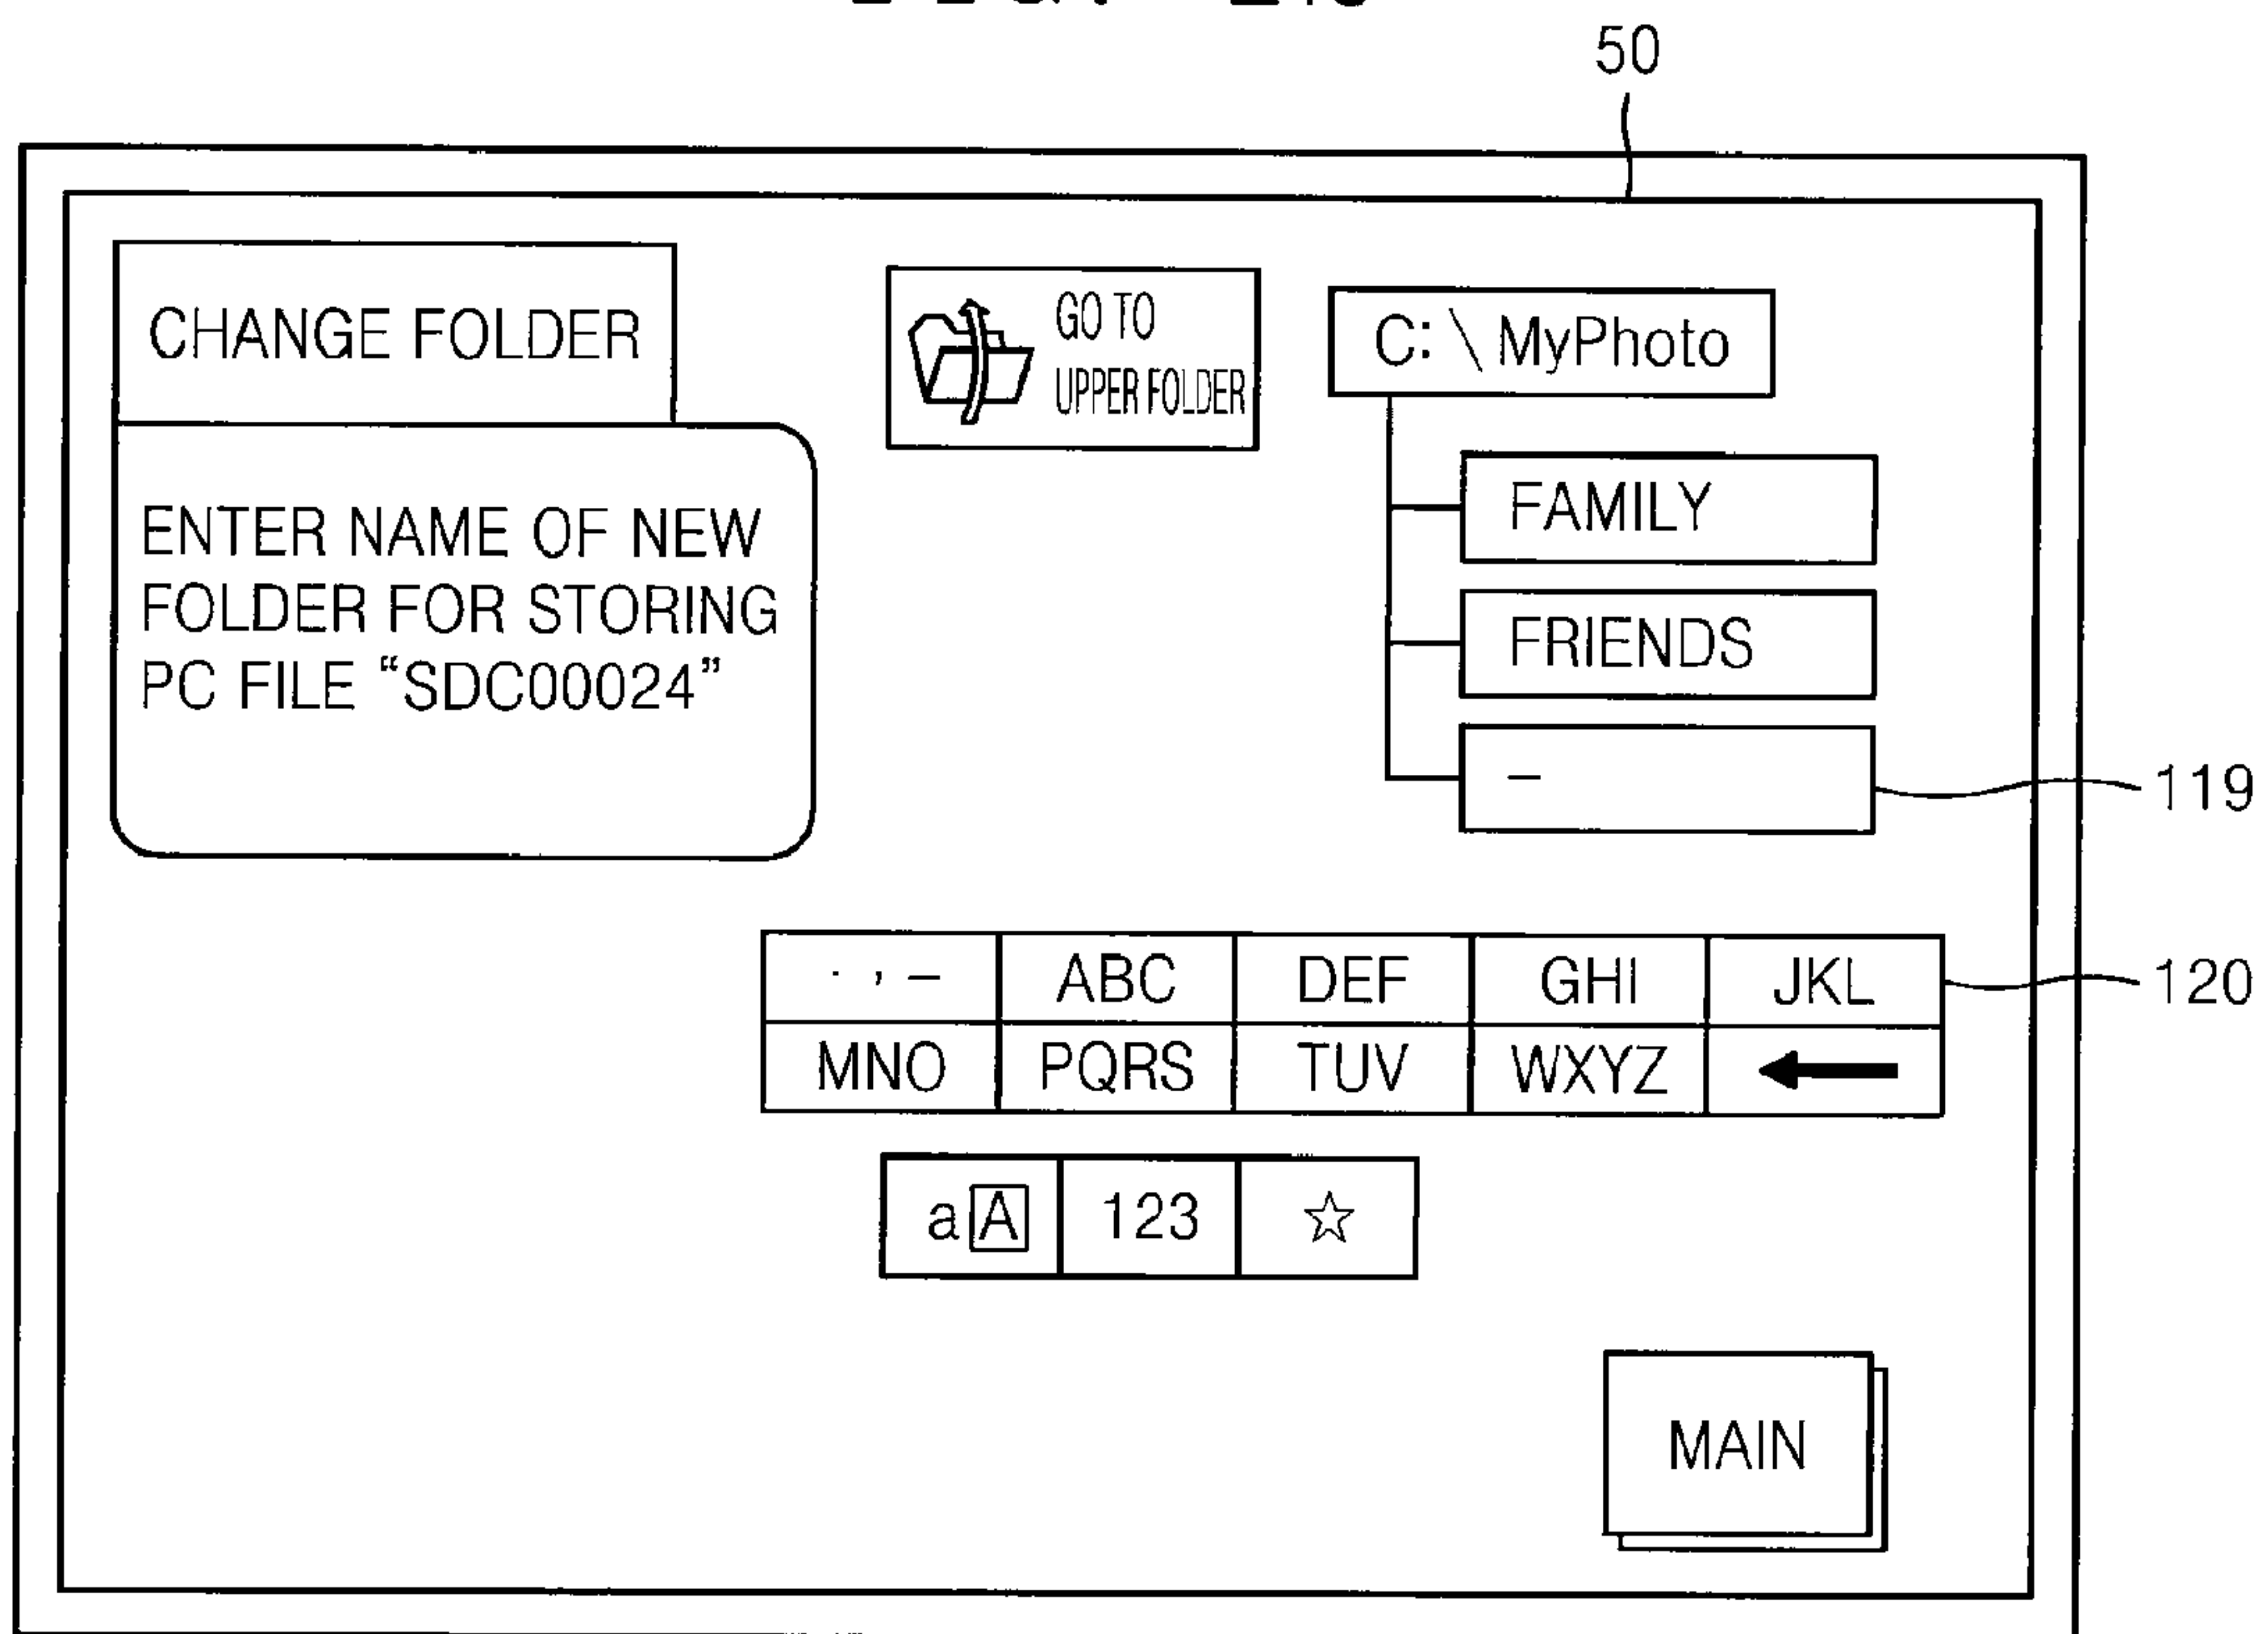 50
CHANGE FOLDER
GO TO
UPPER FOLDER
C:\MyPhoto
ENTER NAME OF NEW
FOLDER FOR STORING
PC FILE “SDC00024”
FAMILY
FRIENDS
–
119
. , – ABC DEF GHI JKL
120
MNO PQRS TUV WXYZ ←
aA 123 ☆
MAIN